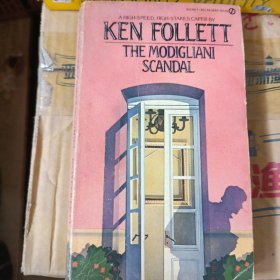 A HIGH-SPEED, HIGH-STAKES CAPER BY
KEN FOLLETT
THE MODIGLIANI
SCANDAL